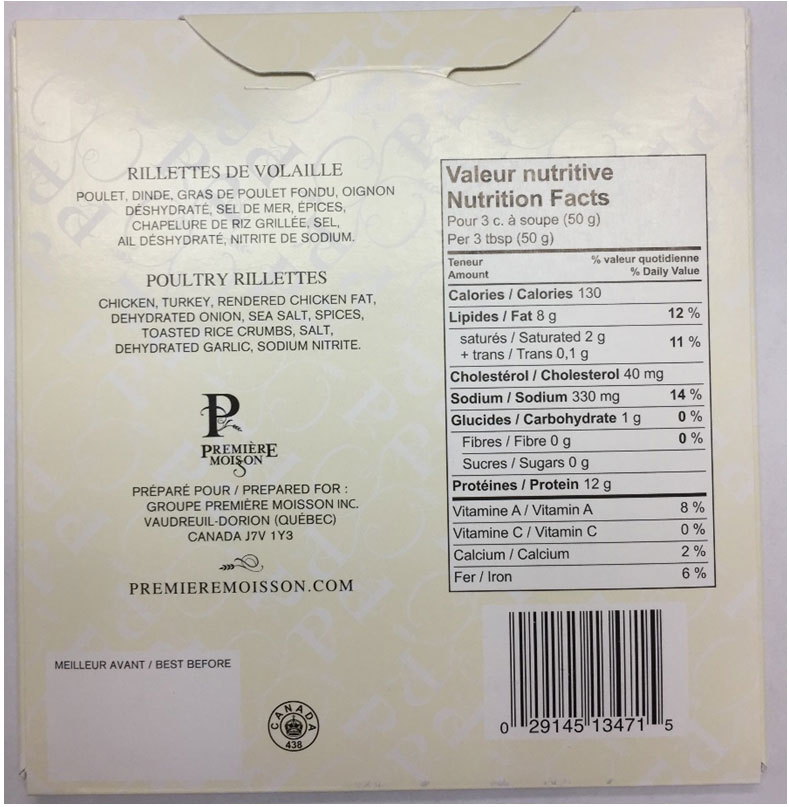 RILLETTES DE VOLAILLE
POULET, DINDE, GRAS DE POULET FONDU, OIGNON
DÉSHYDRATÉ, SEL DE MER, ÉPICES,
CHAPELURE DE RIZ GRILLÉE, SEL,
AIL DÉSHYDRATÉ, NITRITE DE SODIUM.
POULTRY RILLETTES
CHICKEN, TURKEY, RENDERED CHICKEN FAT,
DEHYDRATED ONION, SEA SALT, SPICES,
TOASTED RICE CRUMBS, SALT,
DEHYDRATED GARLIC, SODIUM NITRITE.
P
PREMIÈRE
MOISSON
PRÉPARÉ POUR / PREPARED FOR :
GROUPE PREMIÈRE MOISSON INC.
VAUDREUIL-DORION (QUÉBEC)
CANADA J7V 1Y3
PREMIEREMOISSON.COM
MEILLEUR AVANT / BEST BEFORE
CANADA
438
Valeur nutritive
Nutrition Facts
Pour 3 c. à soupe (50 g)
Per 3 tbsp (50 g)
Teneur % valeur quotidienne
Amount % Daily Value
Calories / Calories 130
Lipides / Fat 8 g 12 %
saturés / Saturated 2 g
+ trans / Trans 0,1 g 11 %
Cholestérol / Cholesterol 40 mg
Sodium / Sodium 330 mg 14 %
Glucides / Carbohydrate 1 g 0 %
Fibres / Fibre 0 g 0 %
Sucres / Sugars 0 g
Protéines / Protein 12 g
Vitamine A / Vitamin A 8 %
Vitamine C / Vitamin C 0 %
Calcium / Calcium 2 %
Fer / Iron 6 %
0 29145 13471 5